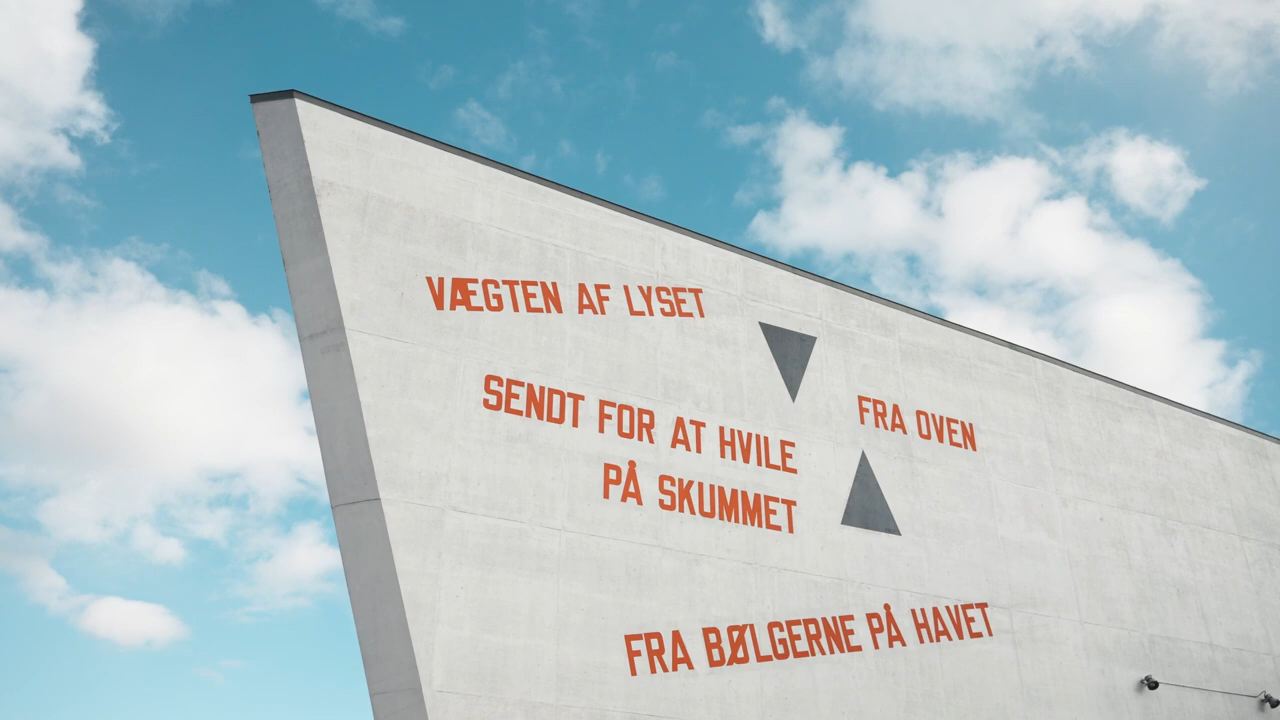 VÆGTEN AF LYSET
SENDT FOR AT HVILE
PÅ SKUMMET
FRA OVEN
FRA BØLGERNE PÅ HAVET